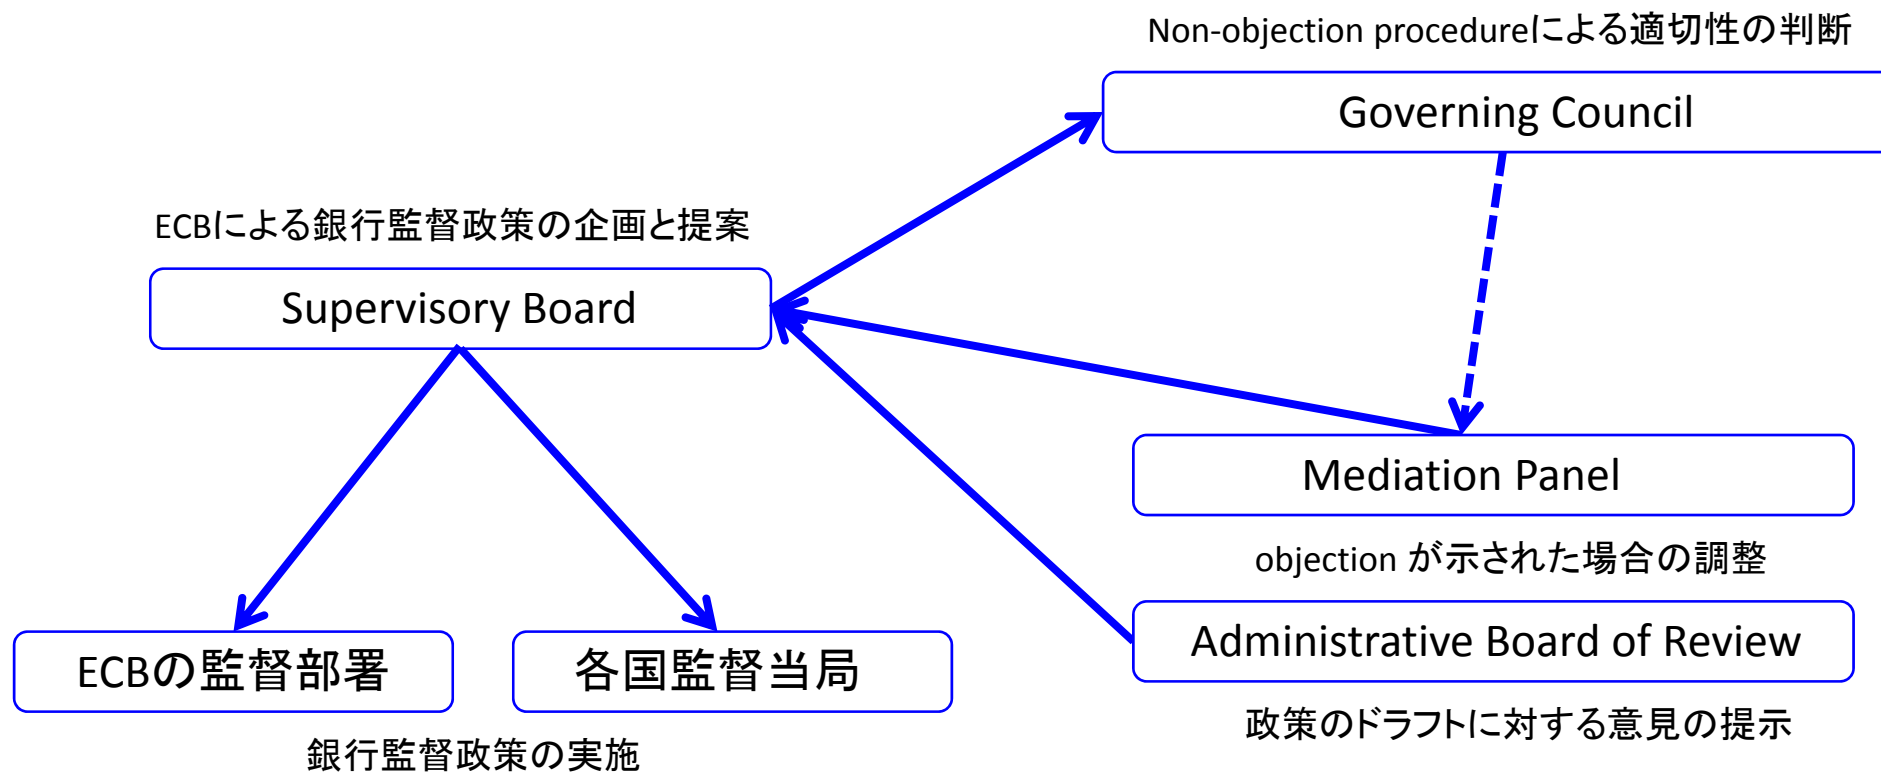 Non-objection procedureによる適切性の判断
Governing Council
ECBによる銀行監督政策の企画と提案
Supervisory Board
Mediation Panel
objection が示された場合の調整
Administrative Board of Review
ECBの監督部署
各国監督当局
政策のドラフトに対する意見の提示
銀行監督政策の実施